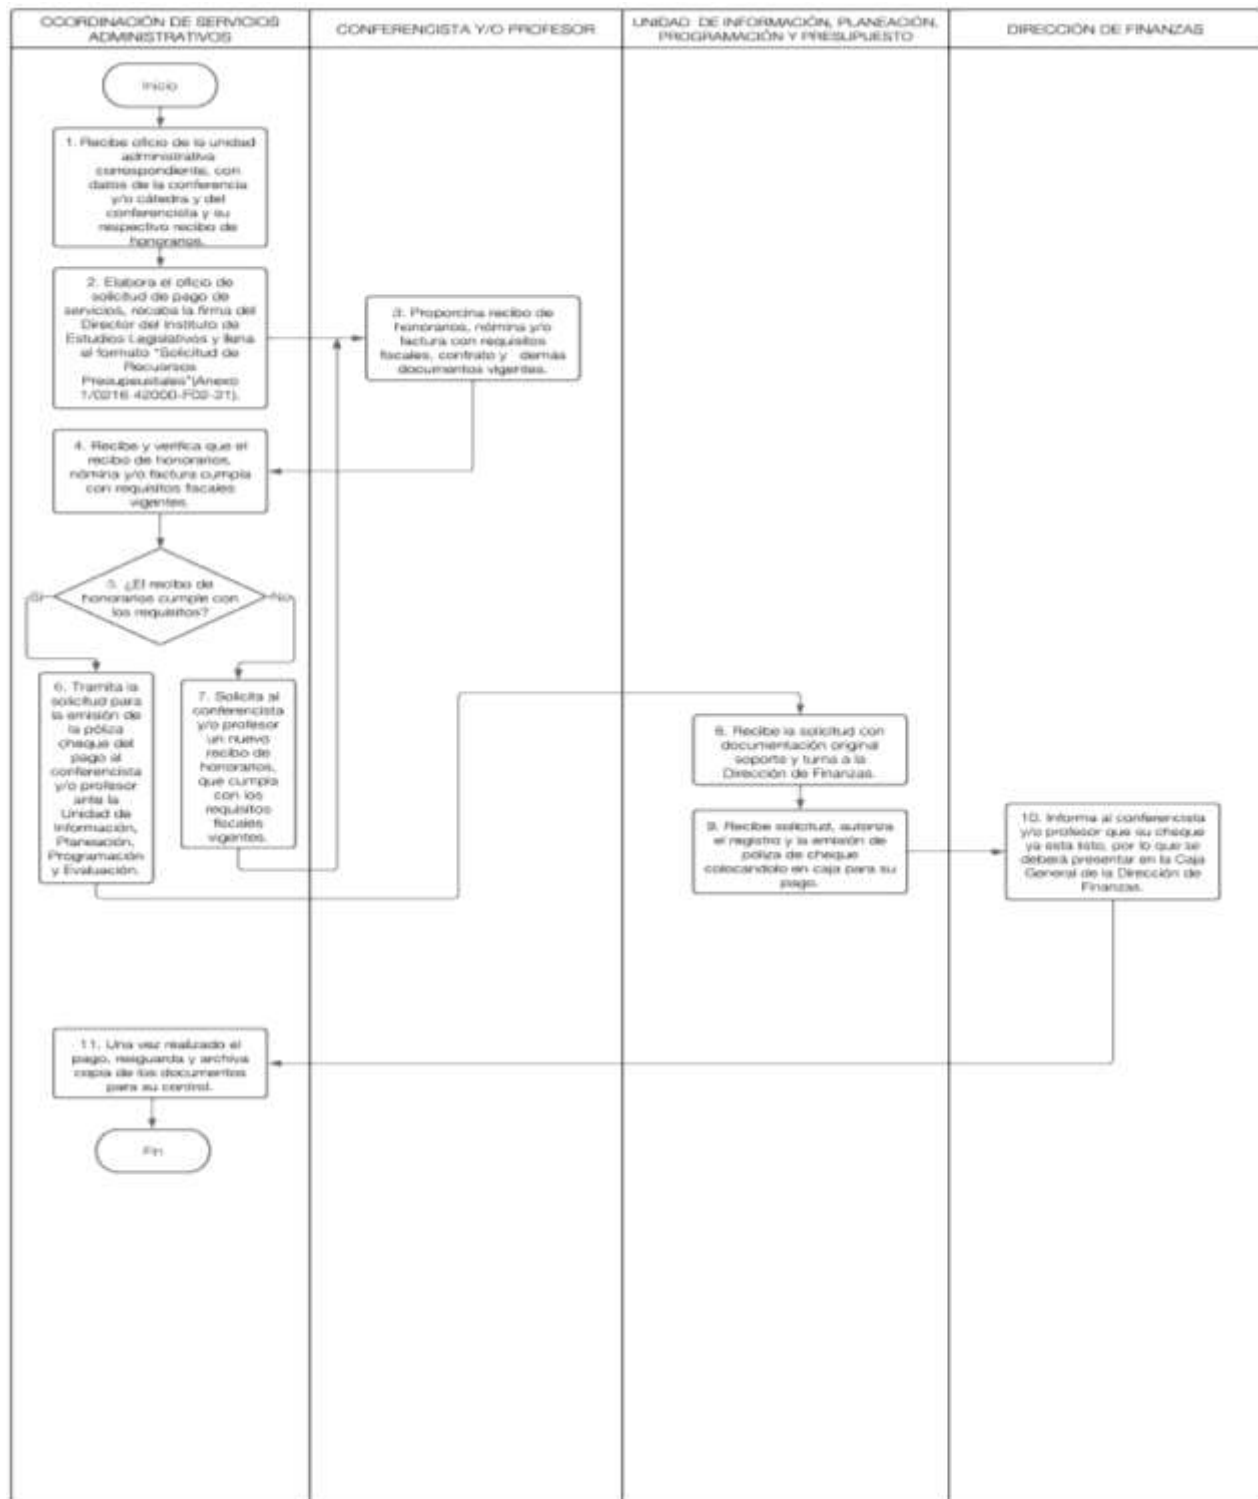 COORDINACIÓN DE SERVICIOS
ADMINISTRATIVOS
CONFERENCISTA Y/O PROFESOR
UNIDAD DE INFORMACIÓN, PLANEACIÓN,
PROGRAMACIÓN Y PRESUPUESTO
DIRECCIÓN DE FINANZAS
Inicio
1. Recibe oficio de la unidad
administrativa
correspondiente, con
datos de la conferencia
y/o cátedra y del
conferencista y su
respectivo recibo de
honorarios.
2. Elabora el oficio de
solicitud de pago de
servicios, recaba la firma del
Director del Instituto de
Estudios Legislativos y llena
el formato "Solicitud de
Recuersos
Presupeustales"(Anexo
1/0216 42000-F02-31).
3. Proporcina recibo de
honorarios, nómina y/o
factura con requisitos
fiscales, contrato y demás
documentos vigentes.
4. Recibe y verifica que el
recibo de honorarios,
nómina y/o factura cumpla
con requisitos fiscales
vigentes.
5. ¿El recibo de
honorarios cumple con
los requisitos?
Sí
No
6. Tramita la
solicitud para
la emisión de
la póliza
cheque del
pago al
conferencista
y/o profesor
ante la
Unidad de
Información,
Planeación,
Programación
y Evaluación.
7. Solicita al
conferencista
y/o profesor
un nuevo
recibo de
honorarios,
que cumpla
con los
requisitos
fiscales
vigentes.
8. Recibe la solicitud con
documentación original
soporte y turna a la
Dirección de Finanzas.
9. Recibe solicitud, autoriza
el registro y la emisión de
póliza de cheque
colocandolo en caja para su
pago.
10. Informa al conferencista
y/o profesor que su cheque
ya esta listo, por lo que se
deberá presentar en la Caja
General de la Dirección de
Finanzas.
11. Una vez realizado el
pago, resguarda y archiva
copia de los documentos
para su control.
Fin